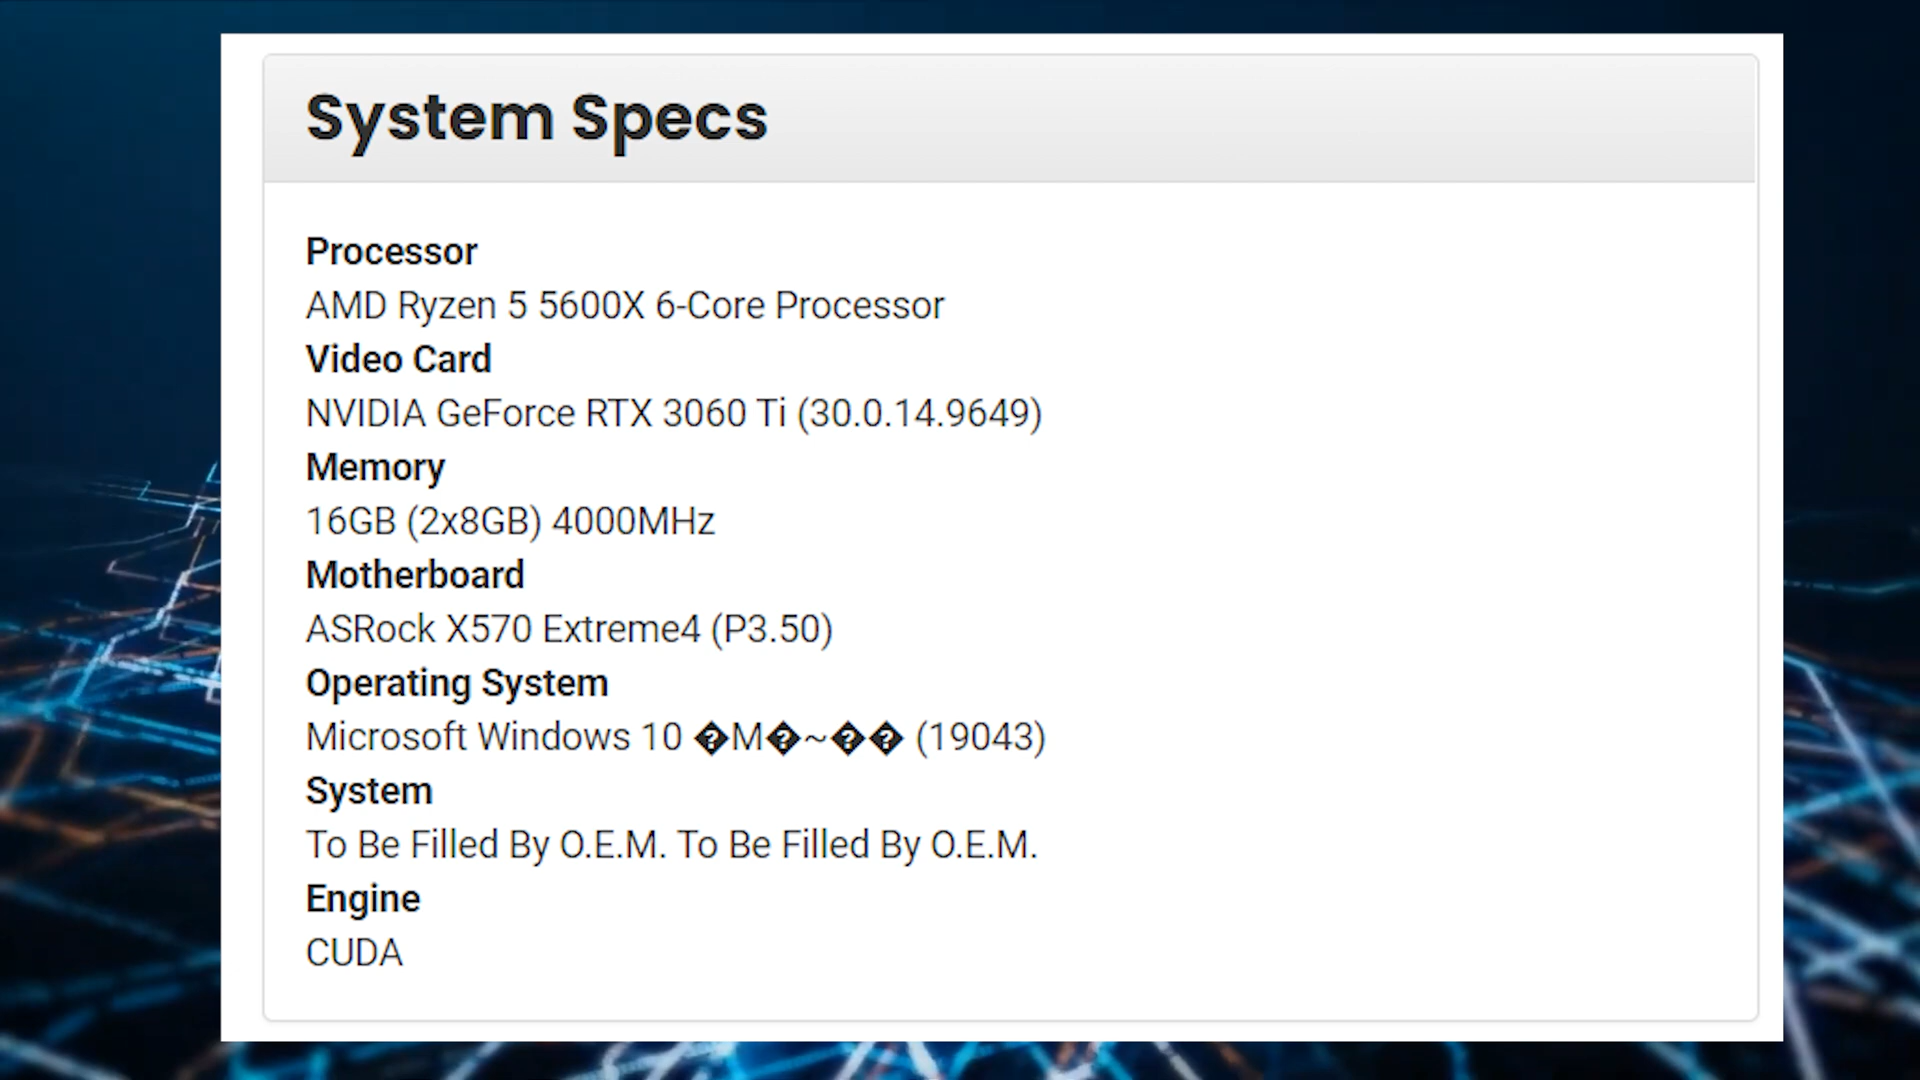 System Specs
Processor
AMD Ryzen 5 5600X 6-Core Processor
Video Card
NVIDIA GeForce RTX 3060 Ti (30.0.14.9649)
Memory
16GB (2x8GB) 4000MHz
Motherboard
ASRock X570 Extreme4 (P3.50)
Operating System
Microsoft Windows 10 �M�~�� (19043)
System
To Be Filled By O.E.M. To Be Filled By O.E.M.
Engine
CUDA